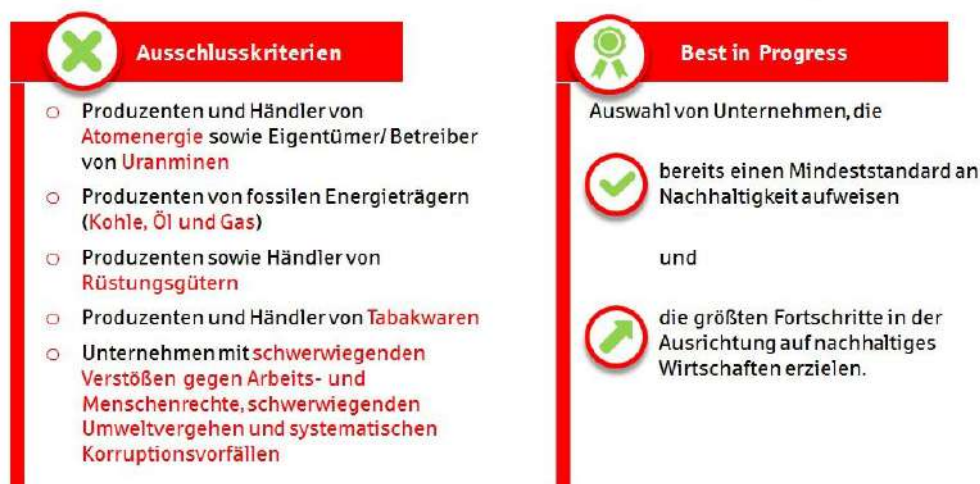 Ausschlusskriterien
Produzenten und Händler von
Atomenergie sowie Eigentümer/ Betreiber
von Uranminen
Produzenten von fossilen Energieträgern
(Kohle, Öl und Gas)
Produzenten sowie Händler von
Rüstungsgütern
Produzenten und Händler von Tabakwaren
Unternehmen mit schwerwiegenden
Verstößen gegen Arbeits- und
Menschenrechte, schwerwiegenden
Umweltvergehen und systematischen
Korruptionsvorfällen
Best in Progress
Auswahl von Unternehmen, die
bereits einen Mindeststandard an
Nachhaltigkeit aufweisen
und
die größten Fortschritte in der
Ausrichtung auf nachhaltiges
Wirtschaften erzielen.